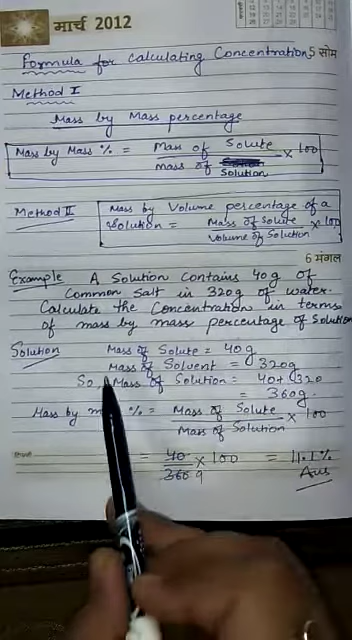 मार्च 2012
Formula for Calculating Concentration
5 सोम
Method I
Mass by Mass percentage
Mass by Mass % = Mass of Solute / Mass of Solution × 100
Method II
Mass by Volume percentage of a
Solution = Mass of Solute / Volume of Solution × 100
6 मंगल
Example A Solution contains 40g of
Common Salt in 320g of water.
Calculate the Concentration in terms
of mass by mass percentage of Solution
Solution Mass of Solute = 40g
Mass of Solvent = 320g
So Mass of Solution = 40+320
= 360g.
Mass by % = Mass of Solute / Mass of Solution × 100
= 40 / 360 9 × 100 = 11.1%
Ans